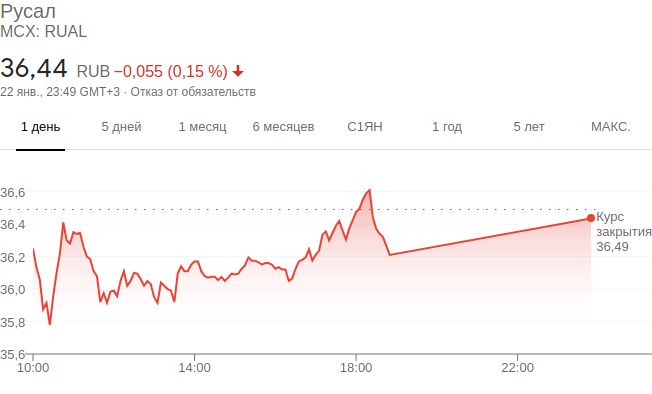 Русал
MCX: RUAL
36,44 RUB −0,055 (0,15 %)
22 янв., 23:49 GMT+3 · Отказ от обязательств
1 день 5 дней 1 месяц 6 месяцев С1ЯН 1 год 5 лет МАКС.
36,6
36,4
36,2
36,0
35,8
35,6
Курс
закрытия
36,49
10:00 14:00 18:00 22:00